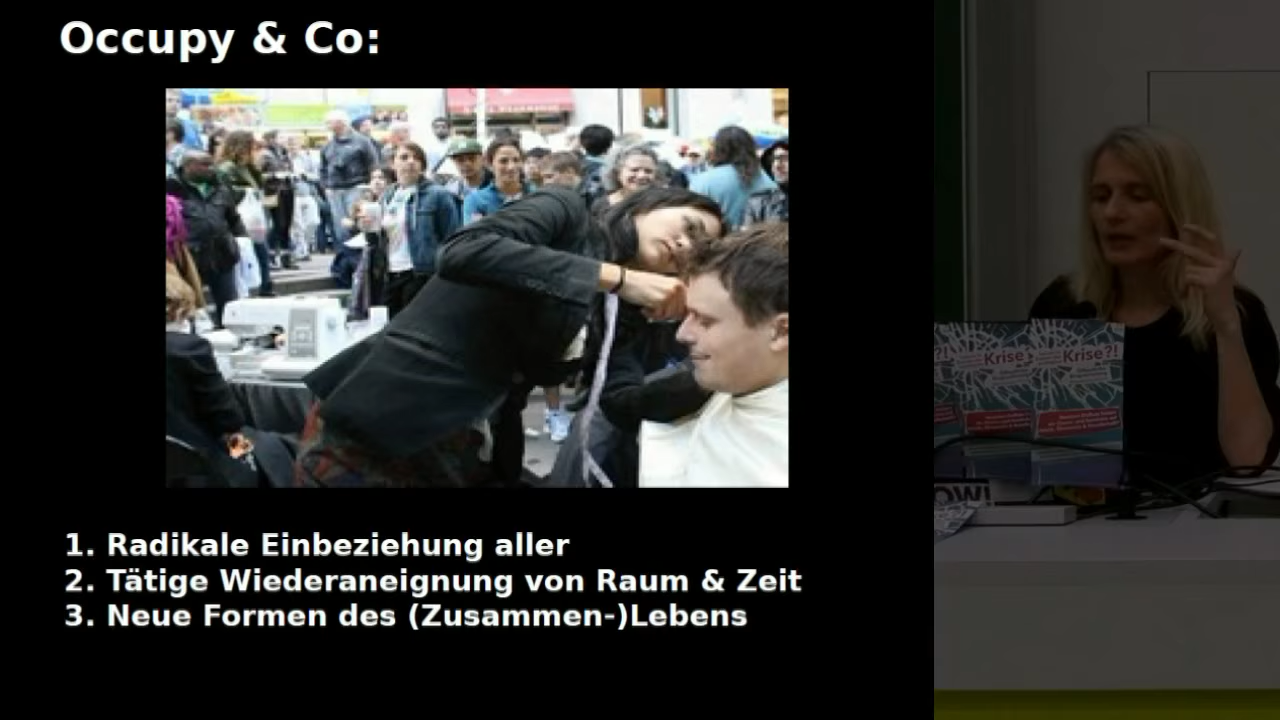 Occupy & Co:
1. Radikale Einbeziehung aller
2. Tätige Wiederaneignung von Raum & Zeit
3. Neue Formen des (Zusammen-)Lebens
?! Krise Krise?!
OW!